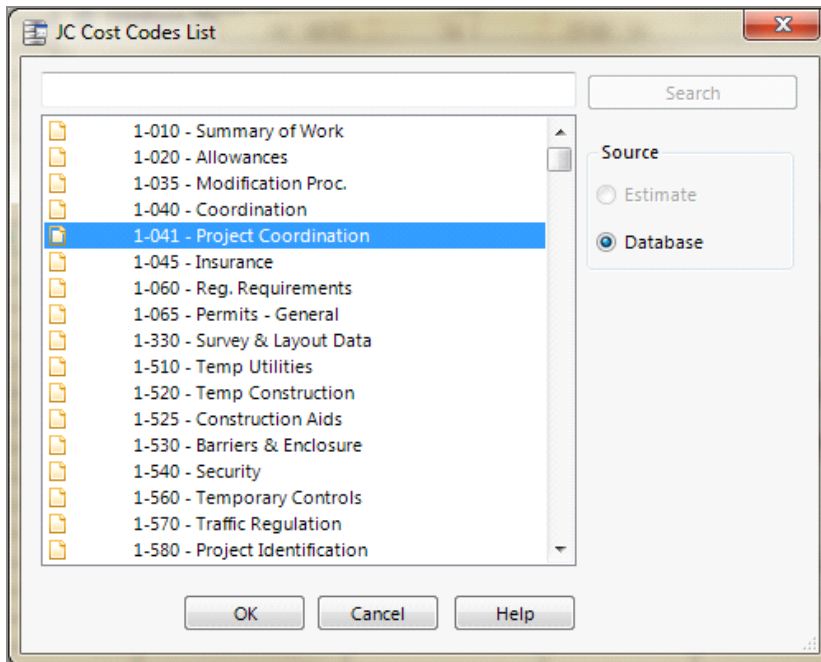 JC Cost Codes List
Search
1-010 - Summary of Work
1-020 - Allowances
1-035 - Modification Proc.
1-040 - Coordination
1-041 - Project Coordination
1-045 - Insurance
1-060 - Reg. Requirements
1-065 - Permits - General
1-330 - Survey & Layout Data
1-510 - Temp Utilities
1-520 - Temp Construction
1-525 - Construction Aids
1-530 - Barriers & Enclosure
1-540 - Security
1-560 - Temporary Controls
1-570 - Traffic Regulation
1-580 - Project Identification
Source
Estimate
Database
OK Cancel Help